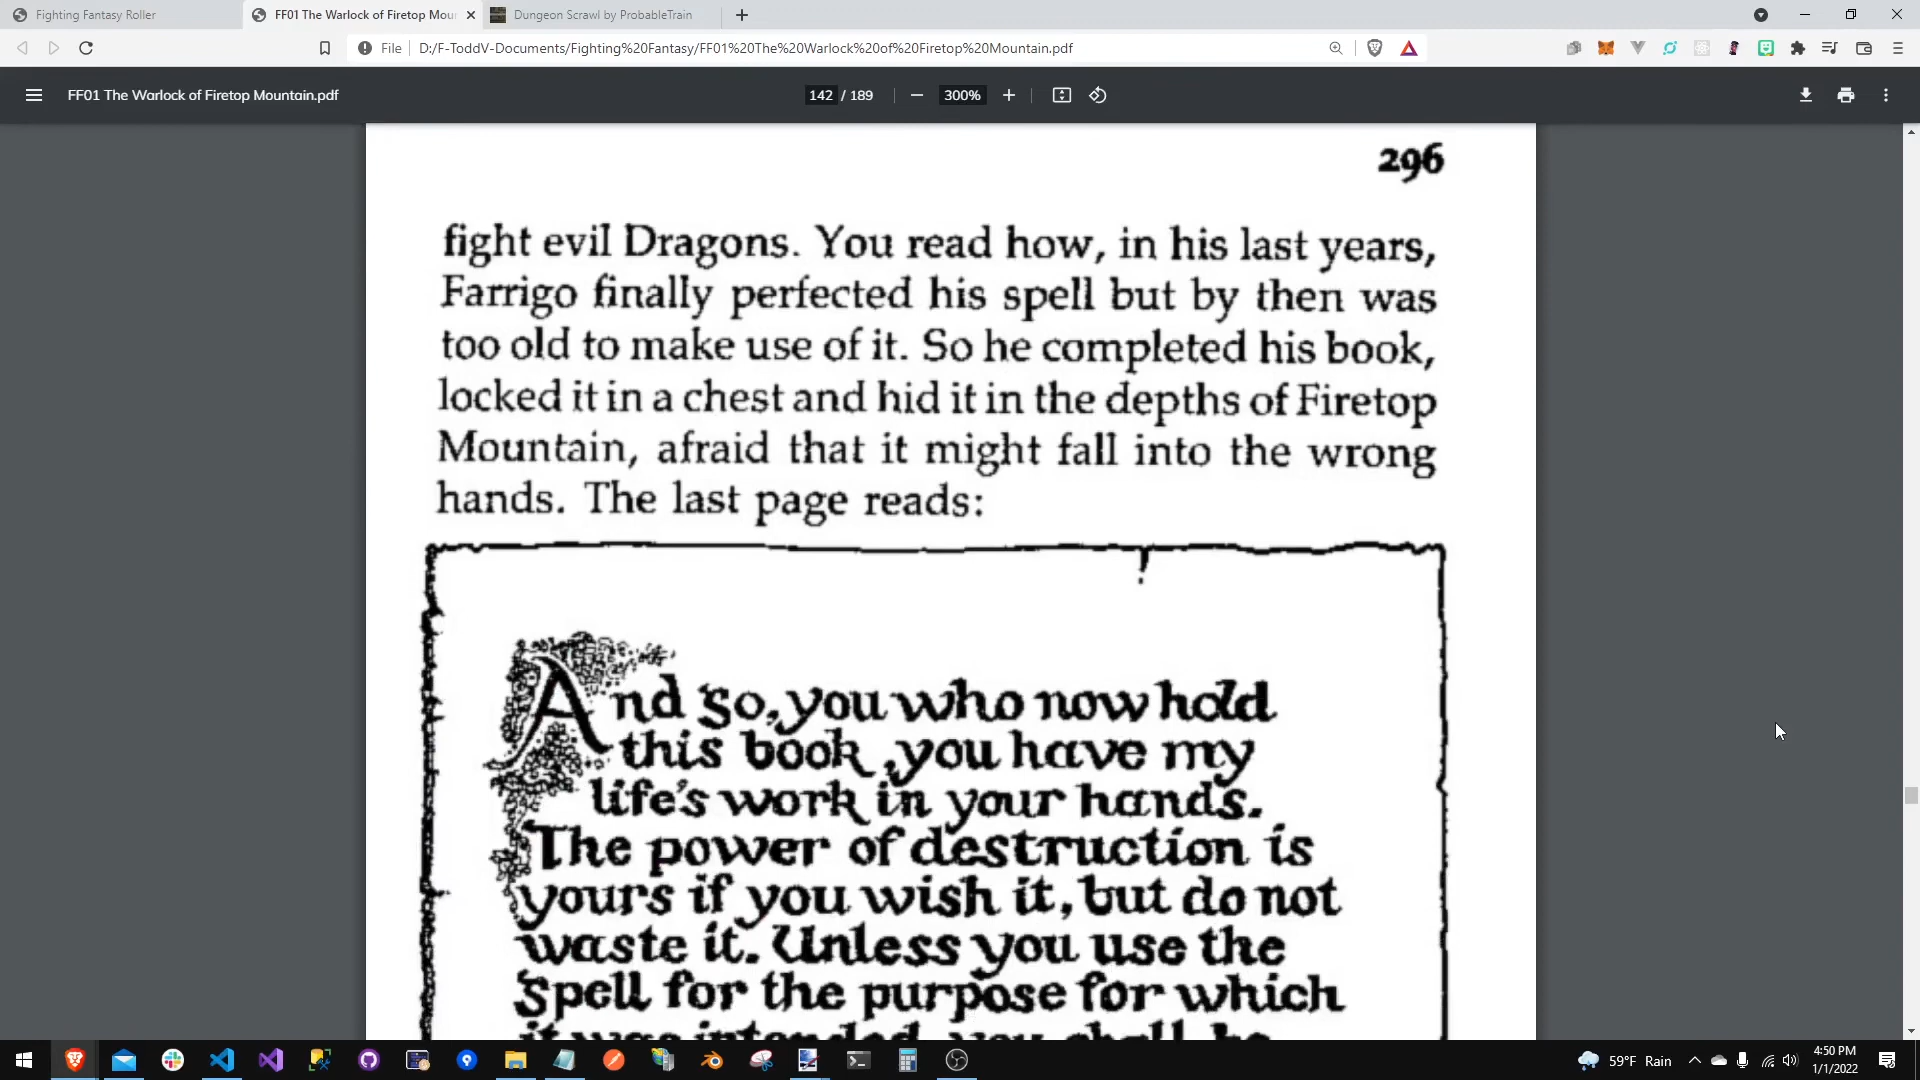 Fighting Fantasy Roller
FF01 The Warlock of Firetop Mour
Dungeon Scrawl by ProbableTrain
File
D:/F-ToddV-Documents/Fighting%20Fantasy/FF01%20The%20Warlock%20of%20Firetop%20Mountain.pdf
FF01 The Warlock of Firetop Mountain.pdf
142 / 189
300%
296
fight evil Dragons. You read how, in his last years,
Farrigo finally perfected his spell but by then was
too old to make use of it. So he completed his book,
locked it in a chest and hid it in the depths of Firetop
Mountain, afraid that it might fall into the wrong
hands. The last page reads:
And so, you who now hold
this book, you have my
life's work in your hands.
The power of destruction is
yours if you wish it, but do not
waste it. Unless you use the
Spell for the purpose for which
it was intended, you shall be
59°F Rain
4:50 PM
1/1/2022